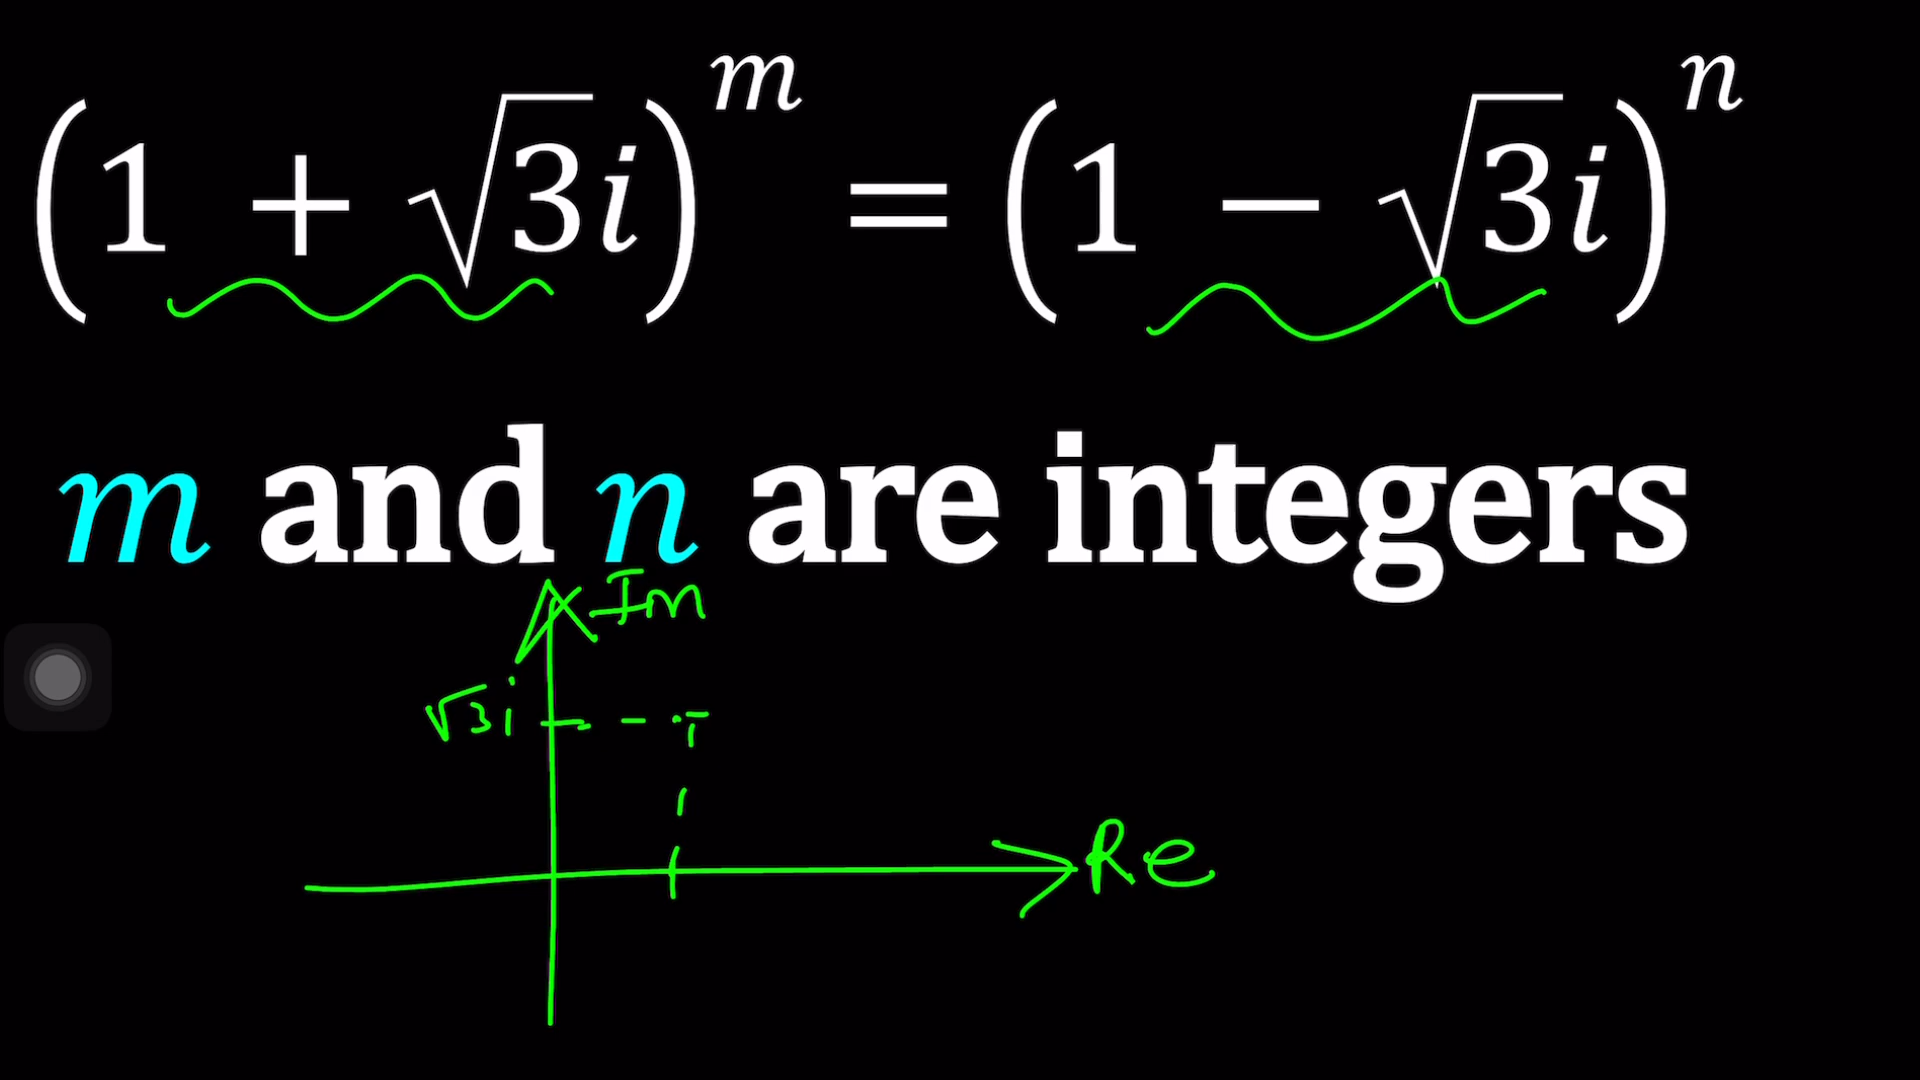 (1 + √3i)^m = (1 − √3i)^n
m and n are integers
Im
√3i
Re